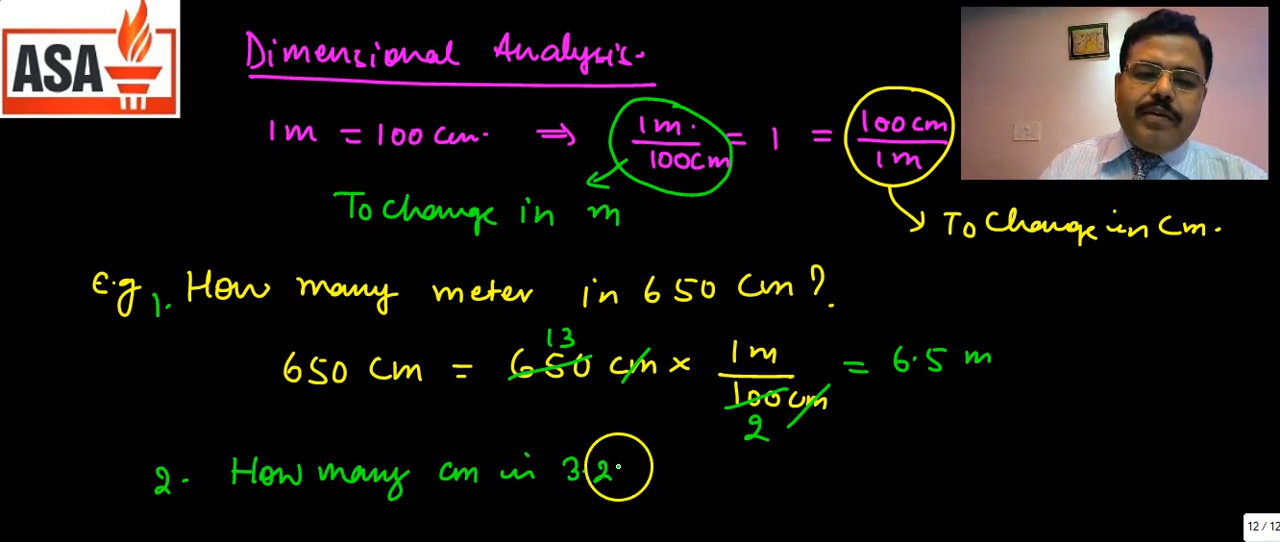 ASA
Dimensional Analysis.
1m = 100 cm. ⇒ 1m. / 100cm = 1 = 100cm / 1m
To Change in m
To Change in Cm.
E.g 1. How many meter in 650 Cm?
13
650 Cm = 650 cm × 1m / 100cm = 6.5 m
2
2. How many cm in 3.2
12 / 12